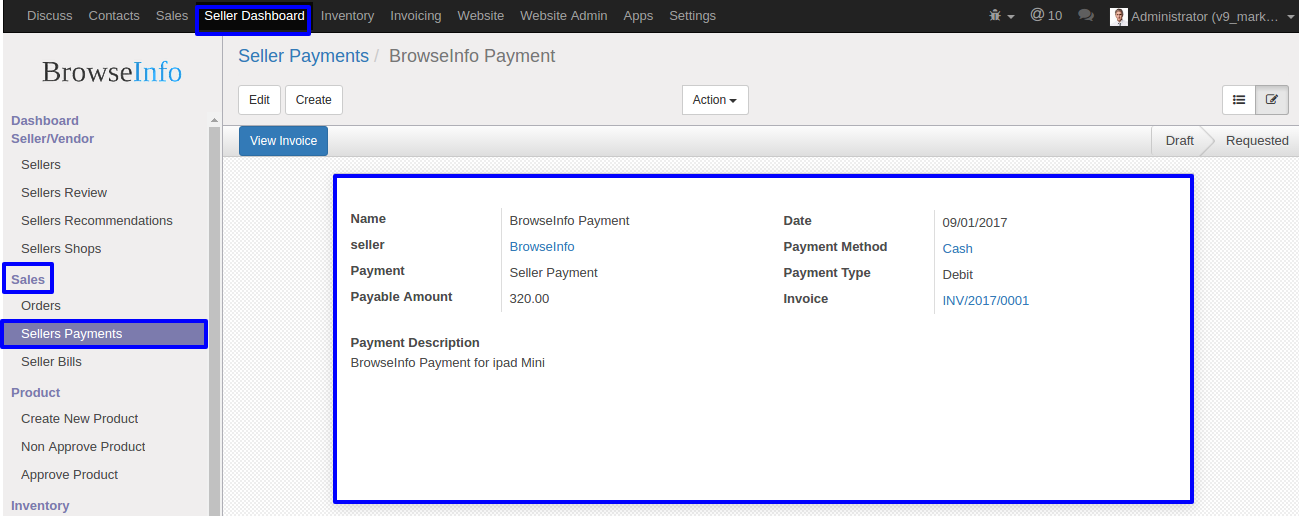 Discuss Contacts Sales Seller Dashboard Inventory Invoicing Website Website Admin Apps Settings @ 10 Administrator (v9_mark...
BrowseInfo
Seller Payments / BrowseInfo Payment
Edit Create Action
View Invoice Draft Requested
Dashboard
Seller/Vendor
Sellers
Sellers Review
Sellers Recommendations
Sellers Shops
Sales
Orders
Sellers Payments
Seller Bills
Product
Create New Product
Non Approve Product
Approve Product
Inventory
Name BrowseInfo Payment Date 09/01/2017
seller BrowseInfo Payment Method Cash
Payment Seller Payment Payment Type Debit
Payable Amount 320.00 Invoice INV/2017/0001
Payment Description
BrowseInfo Payment for ipad Mini